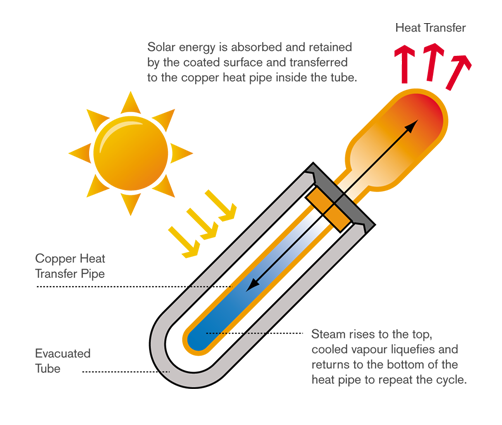 Heat Transfer
Solar energy is absorbed and retained
by the coated surface and transferred
to the copper heat pipe inside the tube.
Copper Heat
Transfer Pipe
Evacuated
Tube
Steam rises to the top,
cooled vapour liquefies and
returns to the bottom of the
heat pipe to repeat the cycle.